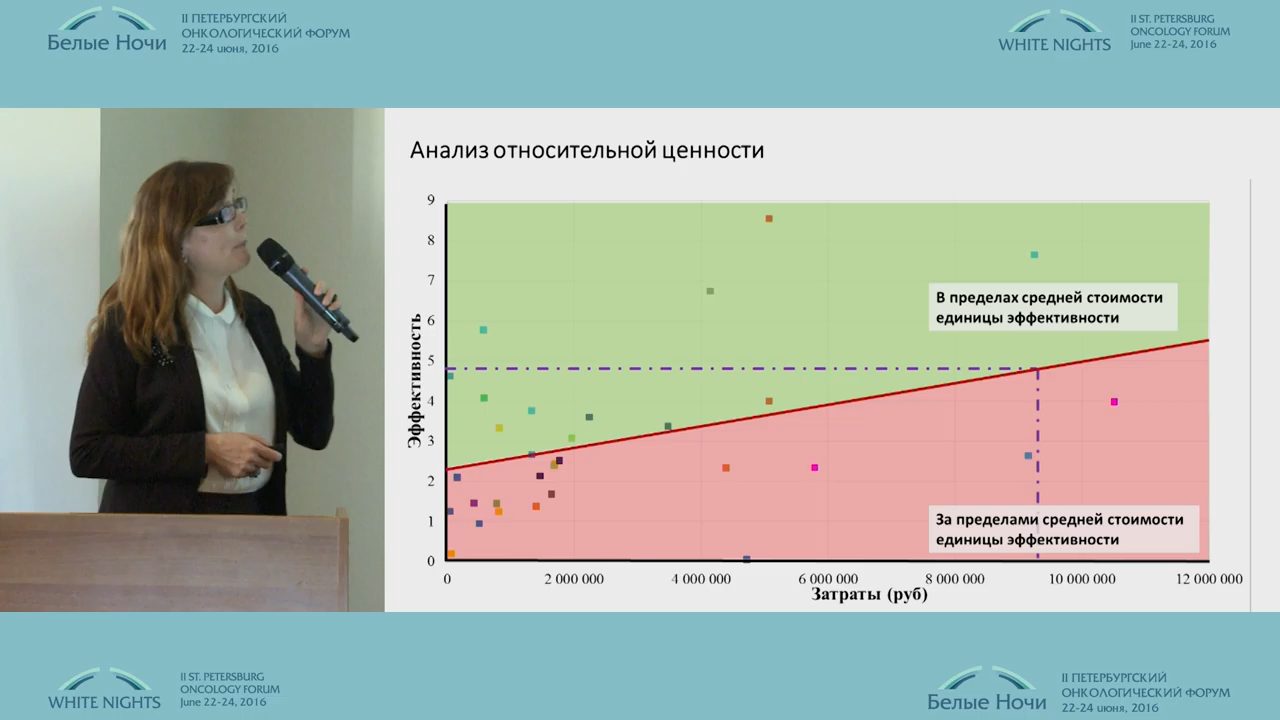 Белые Ночи
II ПЕТЕРБУРГСКИЙ
ОНКОЛОГИЧЕСКИЙ ФОРУМ
22-24 июня, 2016
WHITE NIGHTS
II ST. PETERSBURG
ONCOLOGY FORUM
June 22-24, 2016
Анализ относительной ценности
Эффективность
9
8
7
6
5
4
3
2
1
0
В пределах средней стоимости
единицы эффективности
За пределами средней стоимости
единицы эффективности
0
2 000 000
4 000 000
6 000 000
8 000 000
10 000 000
12 000 000
Затраты (руб)
WHITE NIGHTS
II ST. PETERSBURG
ONCOLOGY FORUM
June 22-24, 2016
Белые Ночи
II ПЕТЕРБУРГСКИЙ
ОНКОЛОГИЧЕСКИЙ ФОРУМ
22-24 июня, 2016